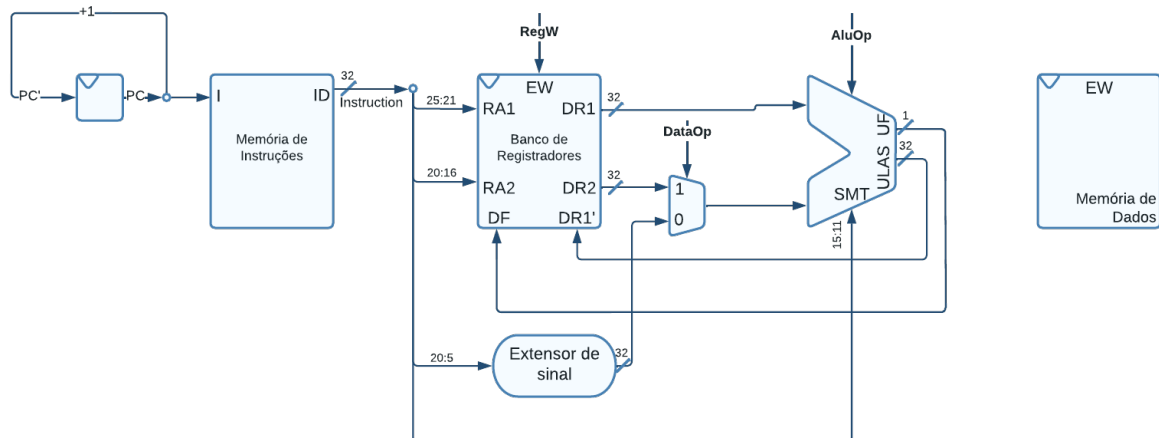 +1
PC'
PC
I
ID
Memória de
Instruções
32
Instruction
25:21
20:16
20:5
RegW
EW
RA1
DR1
Banco de
Registradores
RA2
DR2
DF
DR1'
32
32
DataOp
1
0
Extensor de
sinal
32
AluOp
UF
ULAS
SMT
1
32
15:11
EW
Memória de
Dados